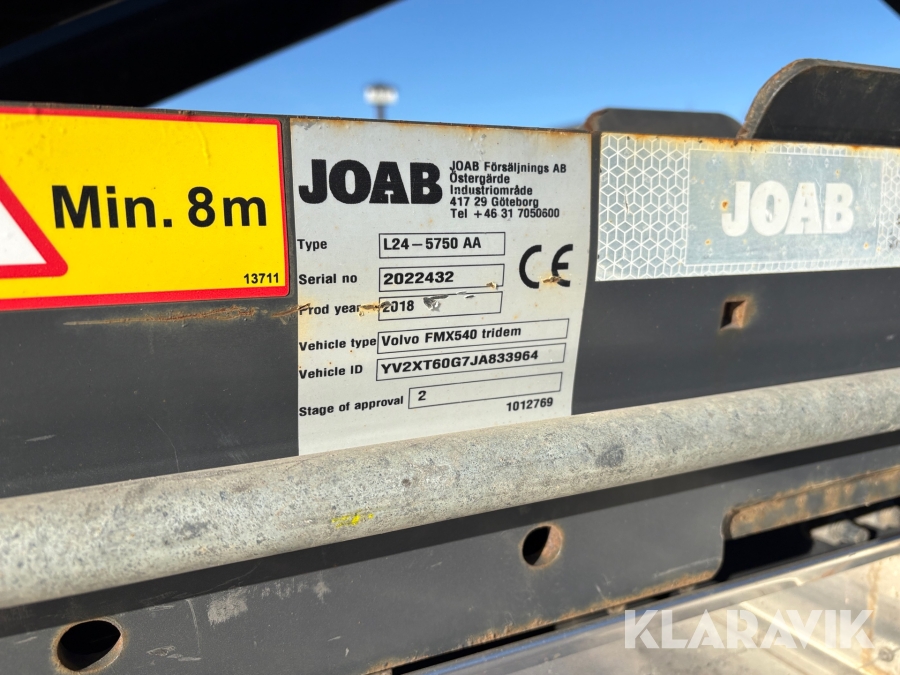 Min. 8m
13711
JOAB
JOAB Försäljnings AB
Östergärde
Industriområde
417 29 Göteborg
Tel +46 31 7050600
Type L24-5750 AA
Serial no 2022432
Prod year 2018
Vehicle type Volvo FMX540 tridem
Vehicle ID YV2XT60G7JA833964
Stage of approval 2
1012769
CE
JOAB
KLARAVIK